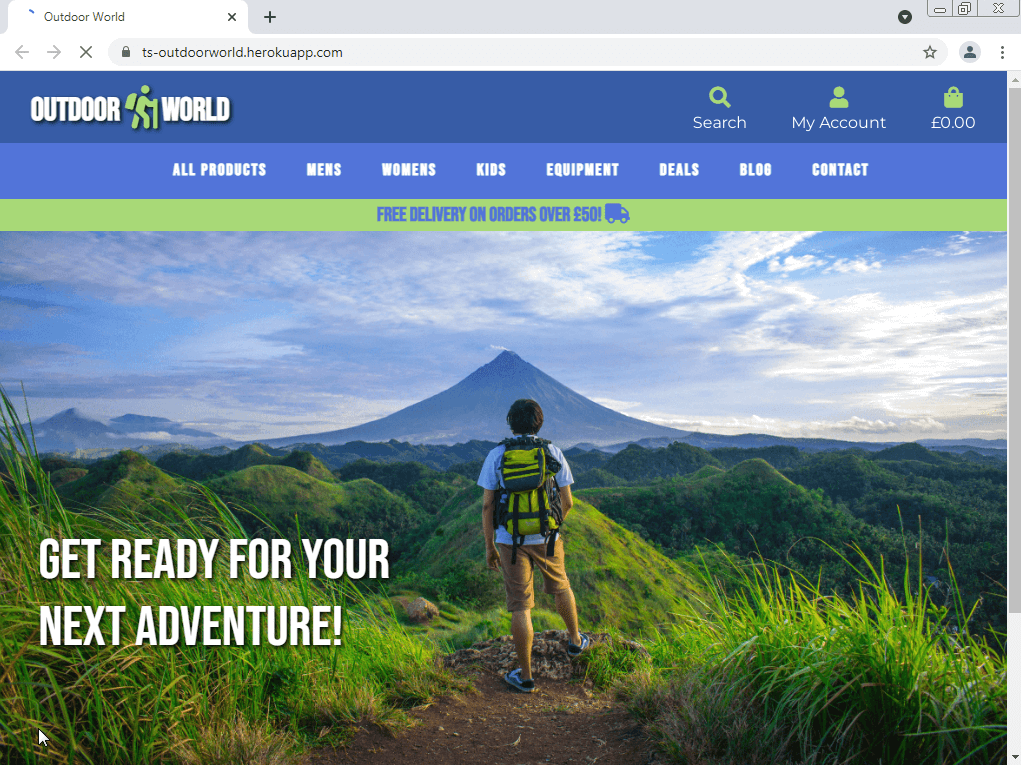 Outdoor World
ts-outdoorworld.herokuapp.com
OUTDOOR WORLD
Search
My Account
£0.00
ALL PRODUCTS
MENS
WOMENS
KIDS
EQUIPMENT
DEALS
BLOG
CONTACT
FREE DELIVERY ON ORDERS OVER £50!
GET READY FOR YOUR
NEXT ADVENTURE!